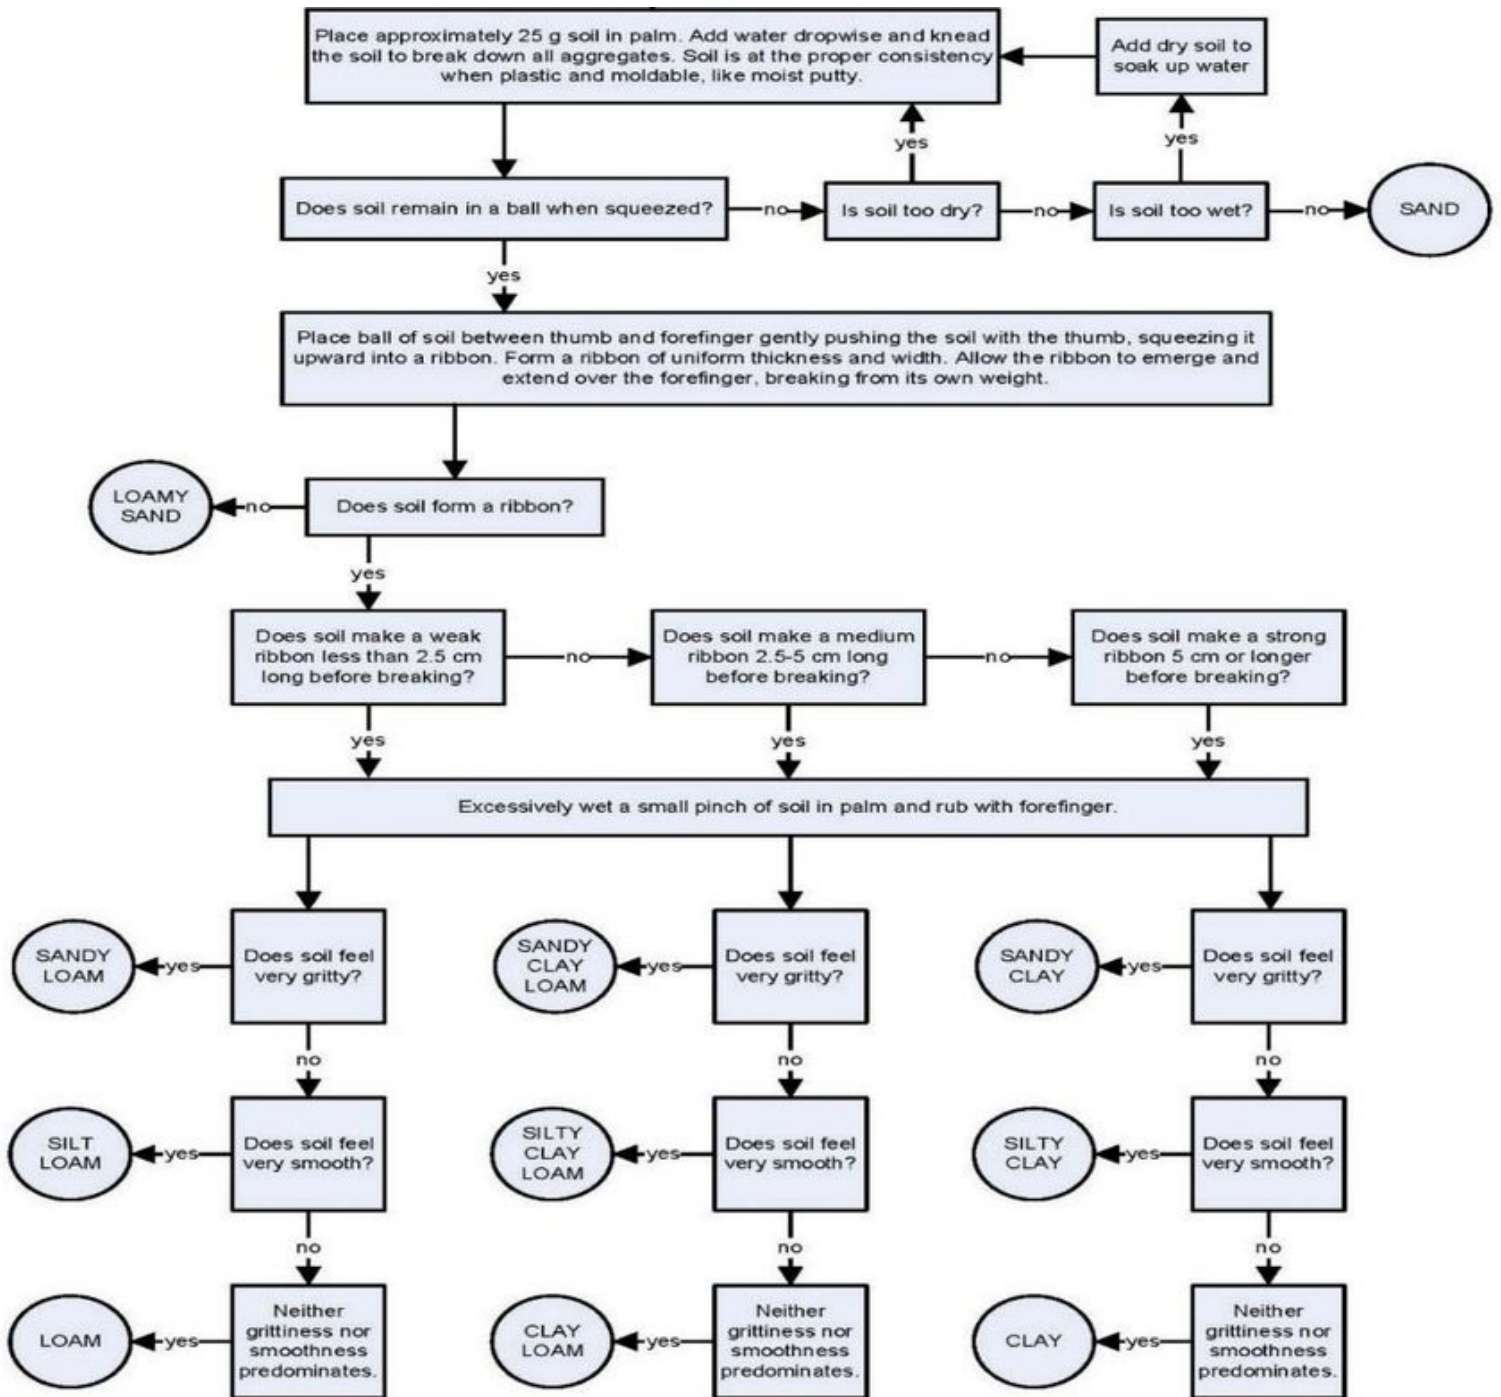 Place approximately 25 g soil in palm. Add water dropwise and knead
the soil to break down all aggregates. Soil is at the proper consistency
when plastic and moldable, like moist putty.
Add dry soil to
soak up water
yes
yes
Does soil remain in a ball when squeezed?
no
Is soil too dry?
no
Is soil too wet?
no
SAND
yes
Place ball of soil between thumb and forefinger gently pushing the soil with the thumb, squeezing it
upward into a ribbon. Form a ribbon of uniform thickness and width. Allow the ribbon to emerge and
extend over the forefinger, breaking from its own weight.
LOAMY
SAND
no
Does soil form a ribbon?
yes
Does soil make a weak
ribbon less than 2.5 cm
long before breaking?
no
Does soil make a medium
ribbon 2.5-5 cm long
before breaking?
no
Does soil make a strong
ribbon 5 cm or longer
before breaking?
yes
yes
yes
Excessively wet a small pinch of soil in palm and rub with forefinger.
SANDY
LOAM
yes
Does soil feel
very gritty?
SANDY
CLAY
LOAM
yes
Does soil feel
very gritty?
SANDY
CLAY
yes
Does soil feel
very gritty?
no
no
no
SILT
LOAM
yes
Does soil feel
very smooth?
SILTY
CLAY
LOAM
yes
Does soil feel
very smooth?
SILTY
CLAY
yes
Does soil feel
very smooth?
no
no
no
LOAM
yes
Neither
grittiness nor
smoothness
predominates.
CLAY
LOAM
yes
Neither
grittiness nor
smoothness
predominates.
CLAY
yes
Neither
grittiness nor
smoothness
predominates.